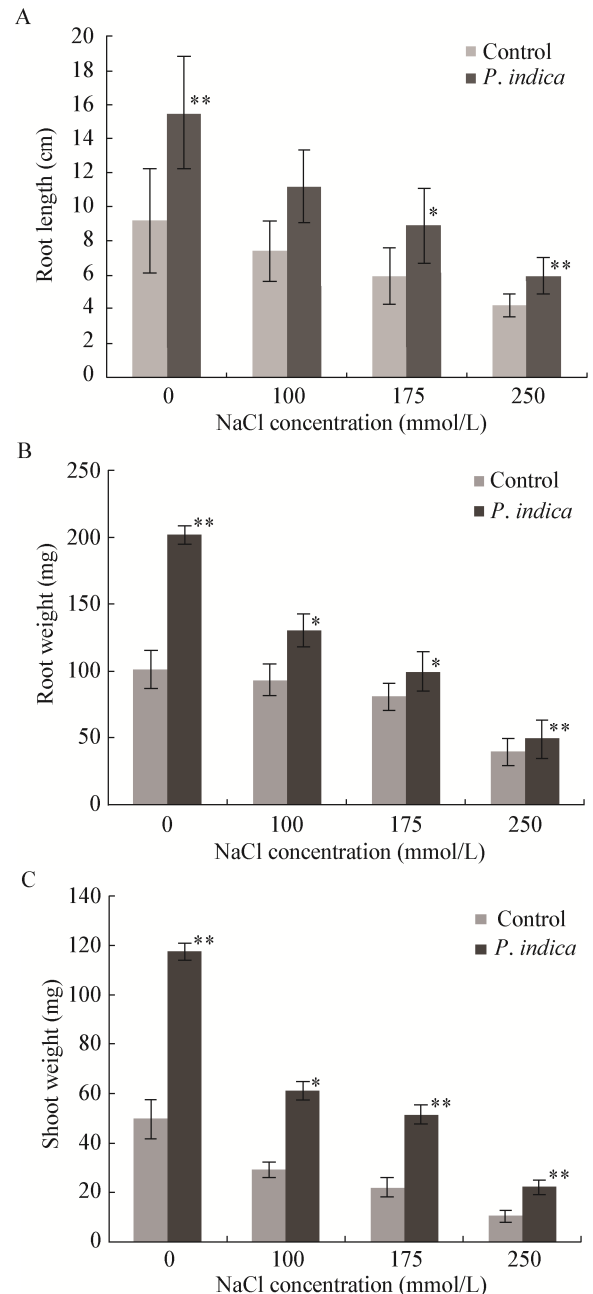 A
20
18
16
14
12
10
8
6
4
2
0
Root length (cm)
Control
P. indica
**
*
**
0 100 175 250
NaCl concentration (mmol/L)
B
250
200
150
100
50
0
Root weight (mg)
Control
P. indica
**
*
*
**
0 100 175 250
NaCl concentration (mmol/L)
C
140
120
100
80
60
40
20
0
Shoot weight (mg)
Control
P. indica
**
*
**
**
0 100 175 250
NaCl concentration (mmol/L)